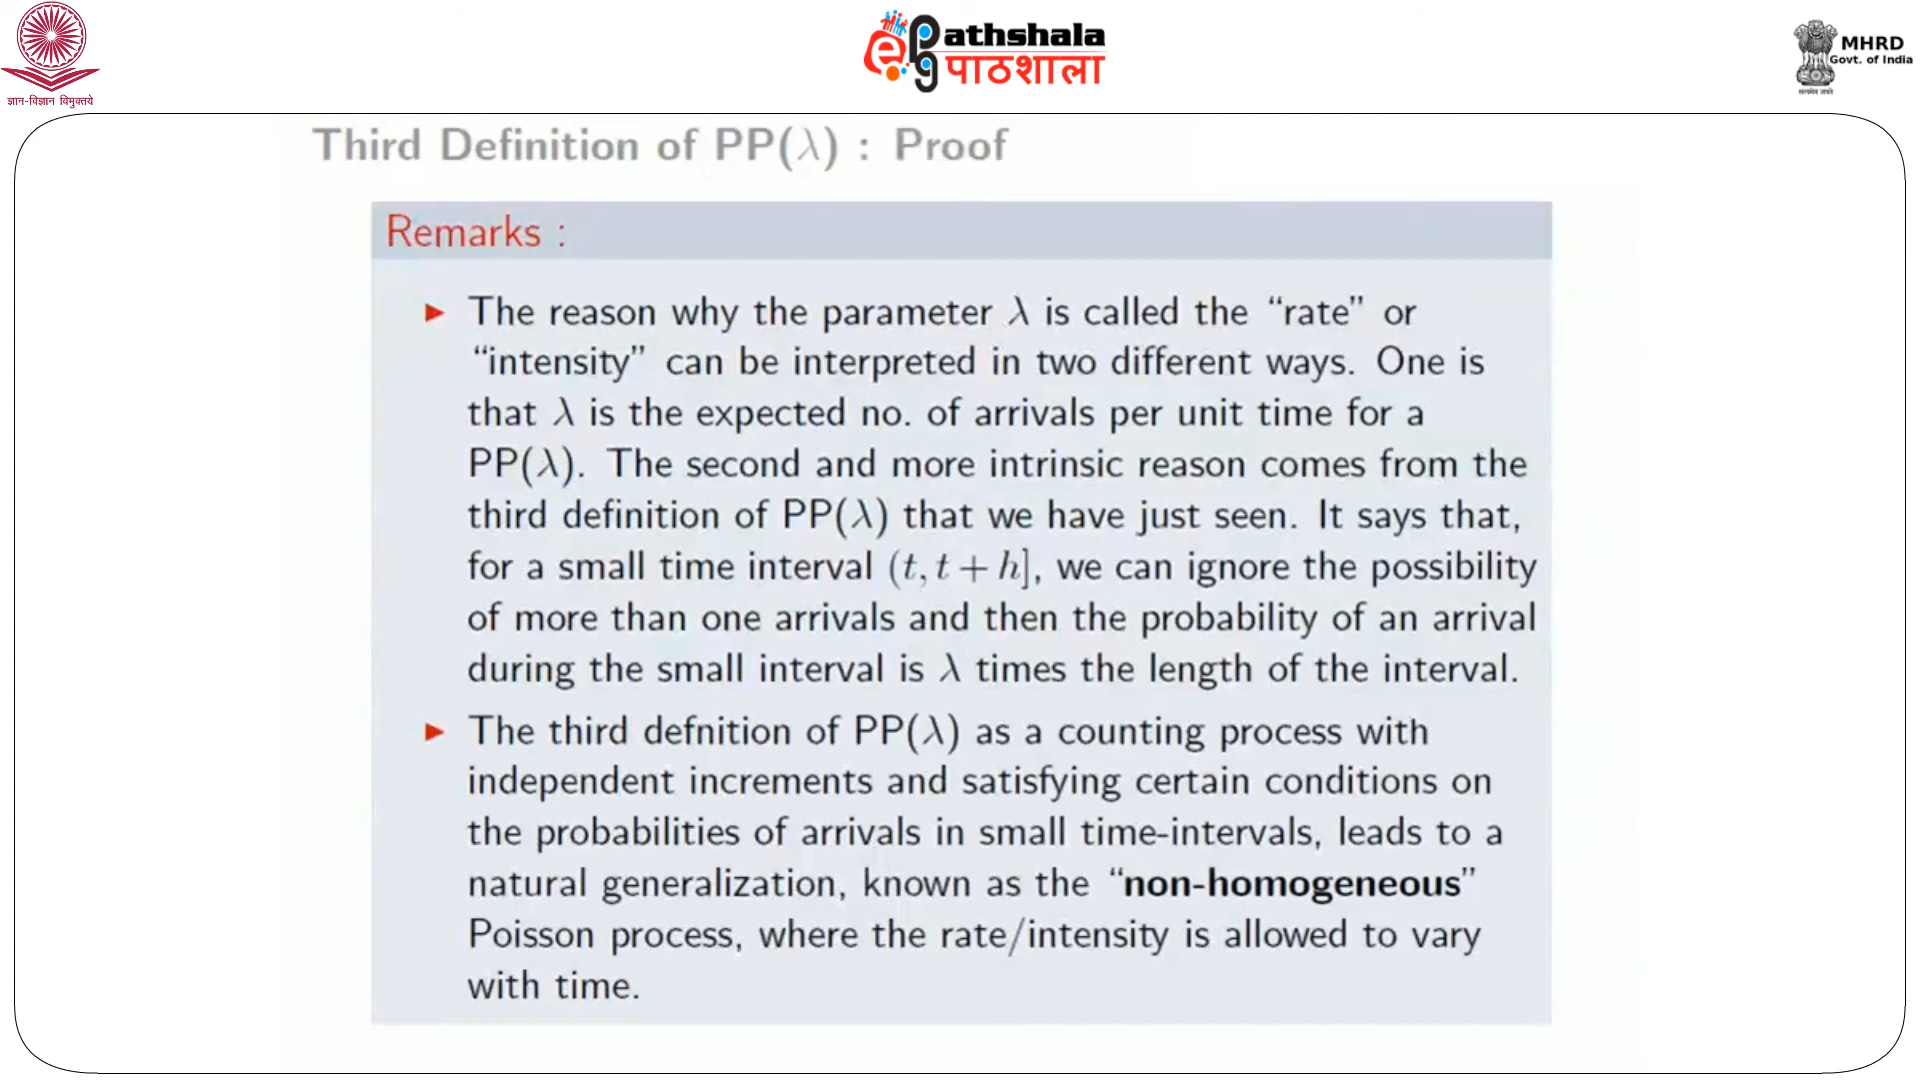 ज्ञान-विज्ञान विमुक्तये
ePG athshala
पाठशाला
MHRD
Govt. of India
सत्यमेव जयते
Third Definition of PP(λ) : Proof
Remarks :
▶ The reason why the parameter λ is called the “rate” or
“intensity” can be interpreted in two different ways. One is
that λ is the expected no. of arrivals per unit time for a
PP(λ). The second and more intrinsic reason comes from the
third definition of PP(λ) that we have just seen. It says that,
for a small time interval (t, t + h], we can ignore the possibility
of more than one arrivals and then the probability of an arrival
during the small interval is λ times the length of the interval.
▶ The third defnition of PP(λ) as a counting process with
independent increments and satisfying certain conditions on
the probabilities of arrivals in small time-intervals, leads to a
natural generalization, known as the “non-homogeneous”
Poisson process, where the rate/intensity is allowed to vary
with time.